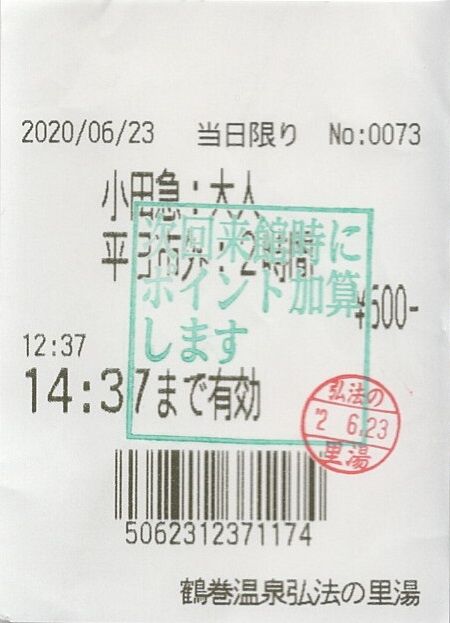 2020/06/23 当日限り No:0073
小田急:大人
平日市外:2時間
¥500-
次回来館時に
ポイント加算
します
12:37
14:37まで有効
弘法の
'2 6.23
里湯
5062312371174
鶴巻温泉弘法の里湯